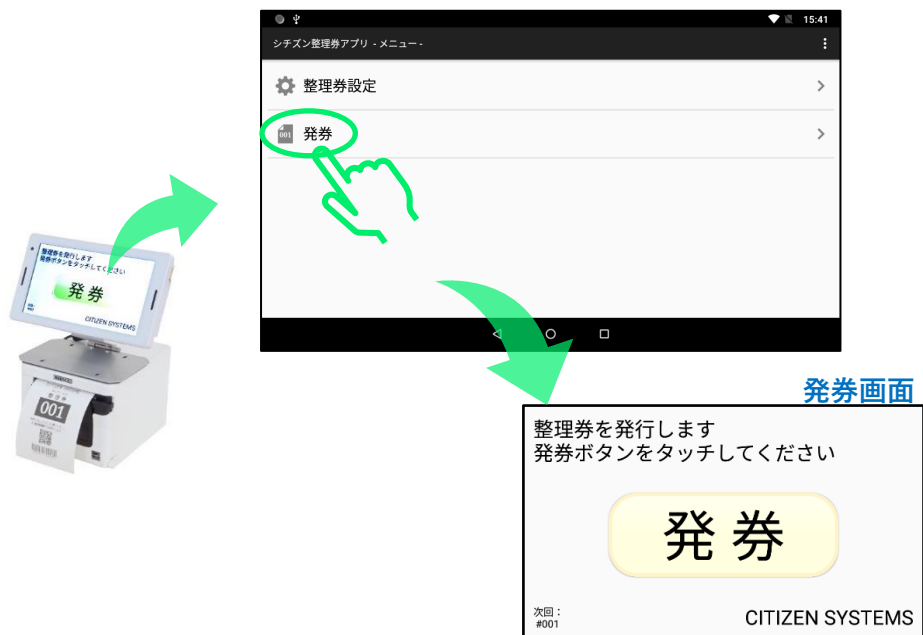 15:41
シチズン整理券アプリ - メニュー -
整理券設定
001
発券
整理券を発行します
発券ボタンをタッチしてください
発券
CITIZEN SYSTEMS
001
発券画面
整理券を発行します
発券ボタンをタッチしてください
発 券
次回：
#001
CITIZEN SYSTEMS